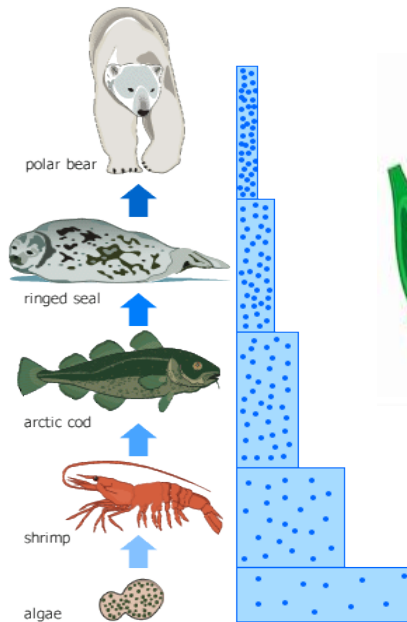 polar bear
ringed seal
arctic cod
shrimp
algae